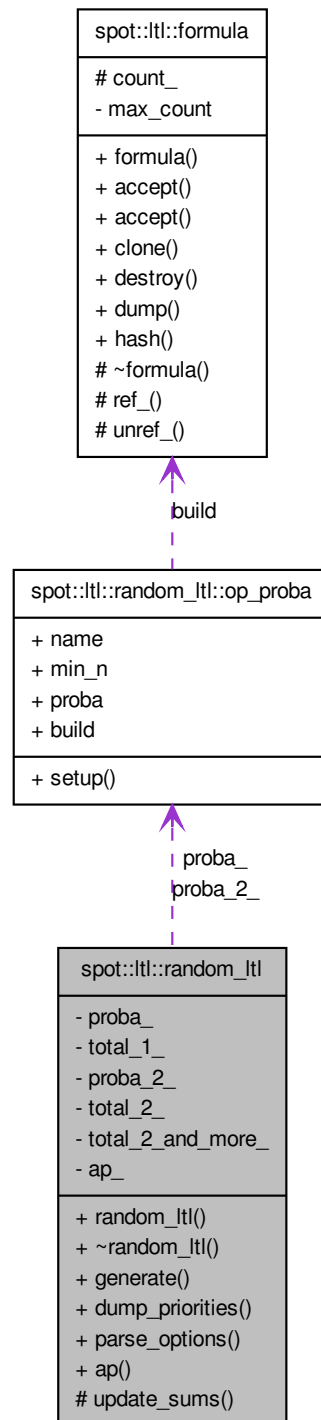 spot::ltl::formula
# count_
- max_count
+ formula()
+ accept()
+ accept()
+ clone()
+ destroy()
+ dump()
+ hash()
# ~formula()
# ref_()
# unref_()
build
spot::ltl::random_ltl::op_proba
+ name
+ min_n
+ proba
+ build
+ setup()
proba_
proba_2_
spot::ltl::random_ltl
- proba_
- total_1_
- proba_2_
- total_2_
- total_2_and_more_
- ap_
+ random_ltl()
+ ~random_ltl()
+ generate()
+ dump_priorities()
+ parse_options()
+ ap()
# update_sums()